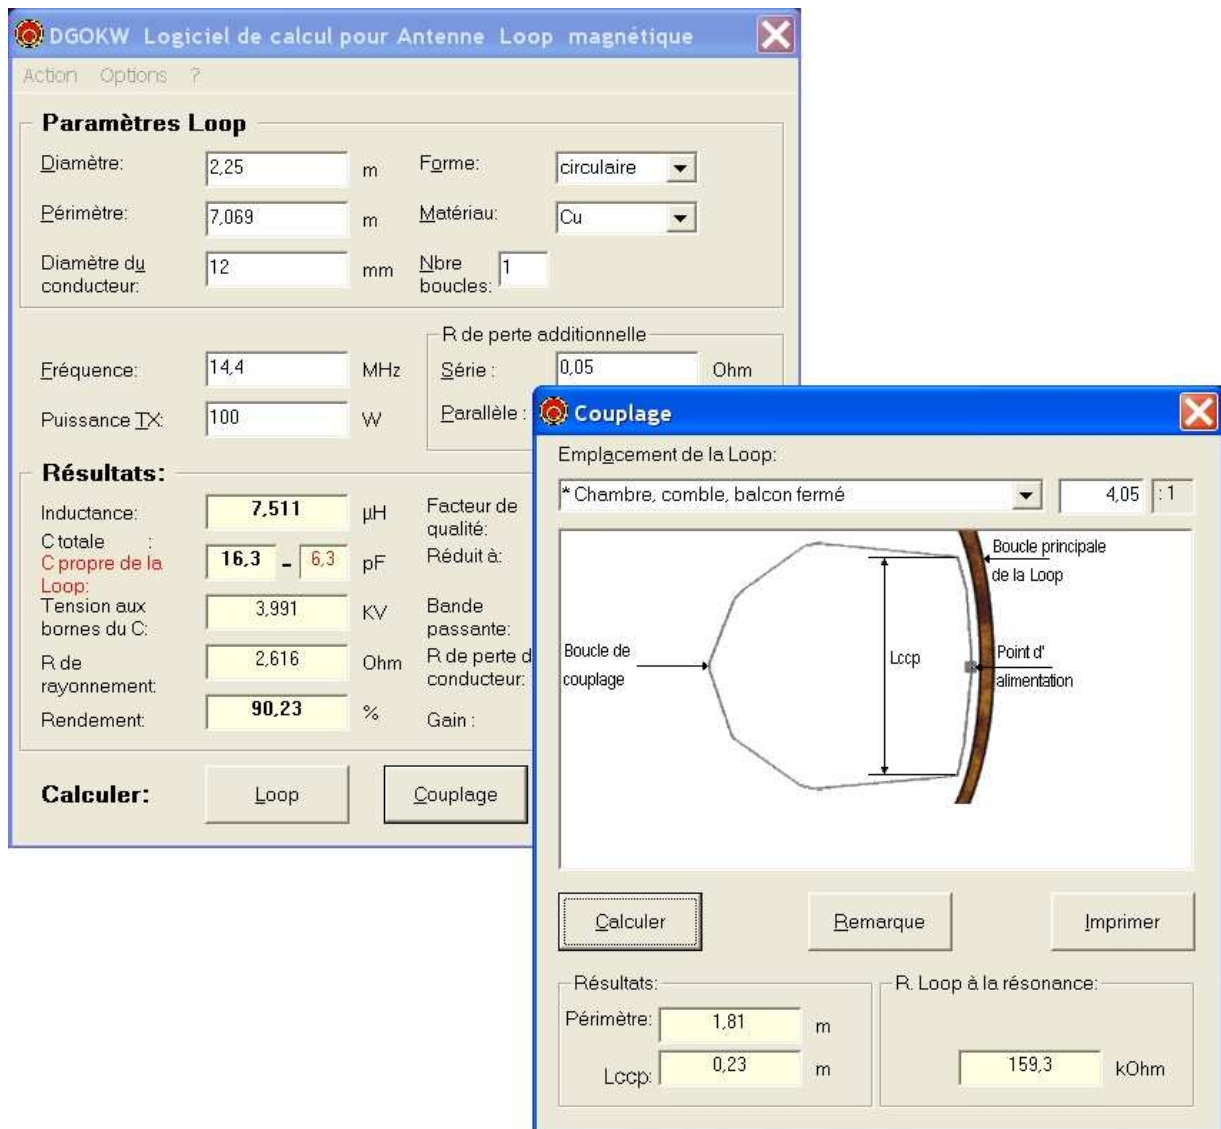 DG0KW Logiciel de calcul pour Antenne Loop magnétique
Action Options ?
Paramètres Loop
Diamètre: 2,25 m Forme: circulaire
Périmètre: 7,069 m Matériau: Cu
Diamètre du conducteur: 12 mm Nbre boucles: 1
R de perte additionnelle
Fréquence: 14,4 MHz Série : 0,05 Ohm
Puissance TX: 100 W Parallèle :
Résultats:
Inductance: 7,511 µH Facteur de qualité:
C totale :
C propre de la Loop: 16,3 - 6,3 pF Réduit à:
Tension aux bornes du C: 3,991 KV Bande passante:
R de rayonnement: 2,616 Ohm R de perte d conducteur:
Rendement: 90,23 % Gain :
Calculer: Loop Couplage
Couplage
Emplacement de la Loop:
* Chambre, comble, balcon fermé 4,05 :1
Boucle principale
de la Loop
Boucle de
couplage
Lccp
Point d'
alimentation
Calculer Remarque Imprimer
Résultats: R. Loop à la résonance:
Périmètre: 1,81 m
Lccp: 0,23 m 159,3 kOhm